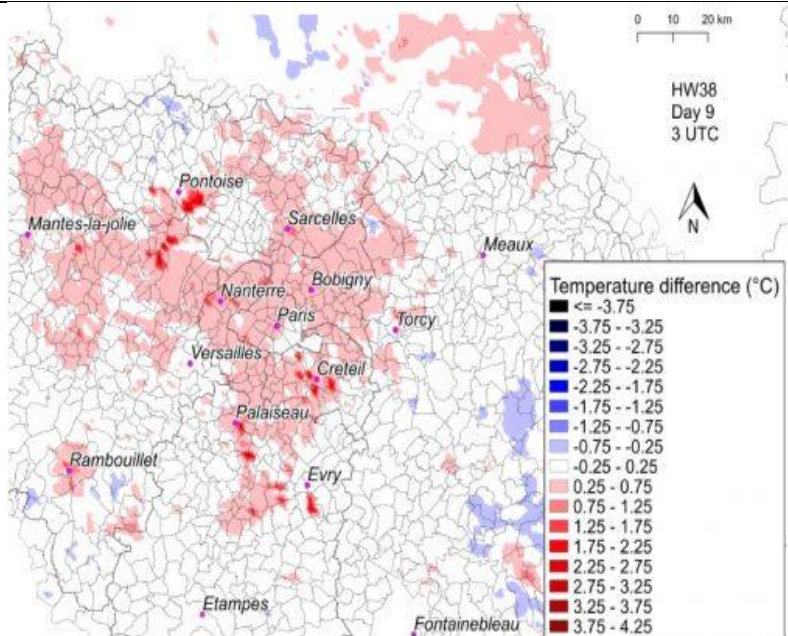 0 10 20 km
HW38
Day 9
3 UTC
N
Pontoise
Mantes-la-jolie
Sarcelles
Meaux
Nanterre
Bobigny
Paris
Torcy
Versailles
Creteil
Palaiseau
Rambouillet
Evry
Etampes
Fontainebleau
Temperature difference (°C)
<= -3.75
-3.75 - -3.25
-3.25 - -2.75
-2.75 - -2.25
-2.25 - -1.75
-1.75 - -1.25
-1.25 - -0.75
-0.75 - -0.25
-0.25 - 0.25
0.25 - 0.75
0.75 - 1.25
1.25 - 1.75
1.75 - 2.25
2.25 - 2.75
2.75 - 3.25
3.25 - 3.75
3.75 - 4.25